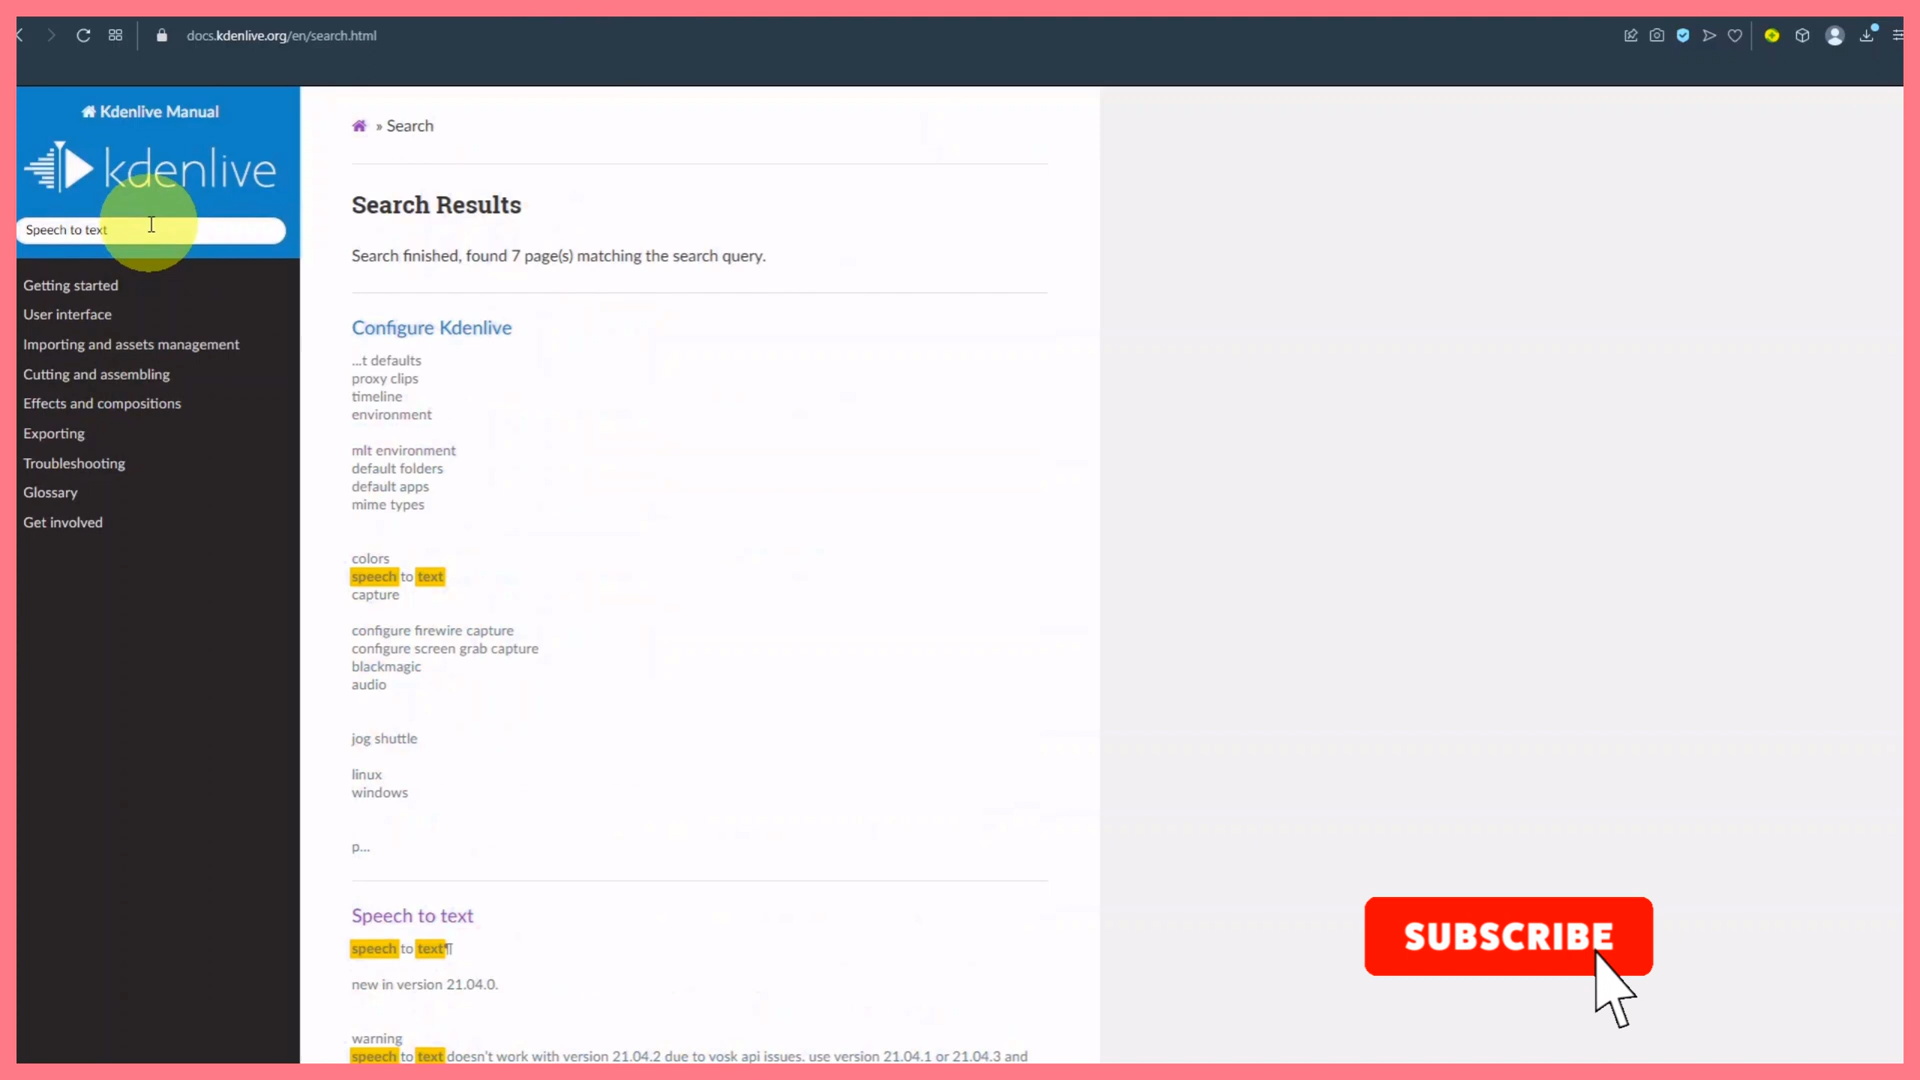 docs.kdenlive.org/en/search.html
Kdenlive Manual
kdenlive
Speech to text
Getting started
User interface
Importing and assets management
Cutting and assembling
Effects and compositions
Exporting
Troubleshooting
Glossary
Get involved
» Search
Search Results
Search finished, found 7 page(s) matching the search query.
Configure Kdenlive
...t defaults
proxy clips
timeline
environment
mlt environment
default folders
default apps
mime types
colors
speech to text
capture
configure firewire capture
configure screen grab capture
blackmagic
audio
jog shuttle
linux
windows
p...
Speech to text
speech to text¶
new in version 21.04.0.
warning
speech to text doesn't work with version 21.04.2 due to vosk api issues. use version 21.04.1 or 21.04.3 and
SUBSCRIBE